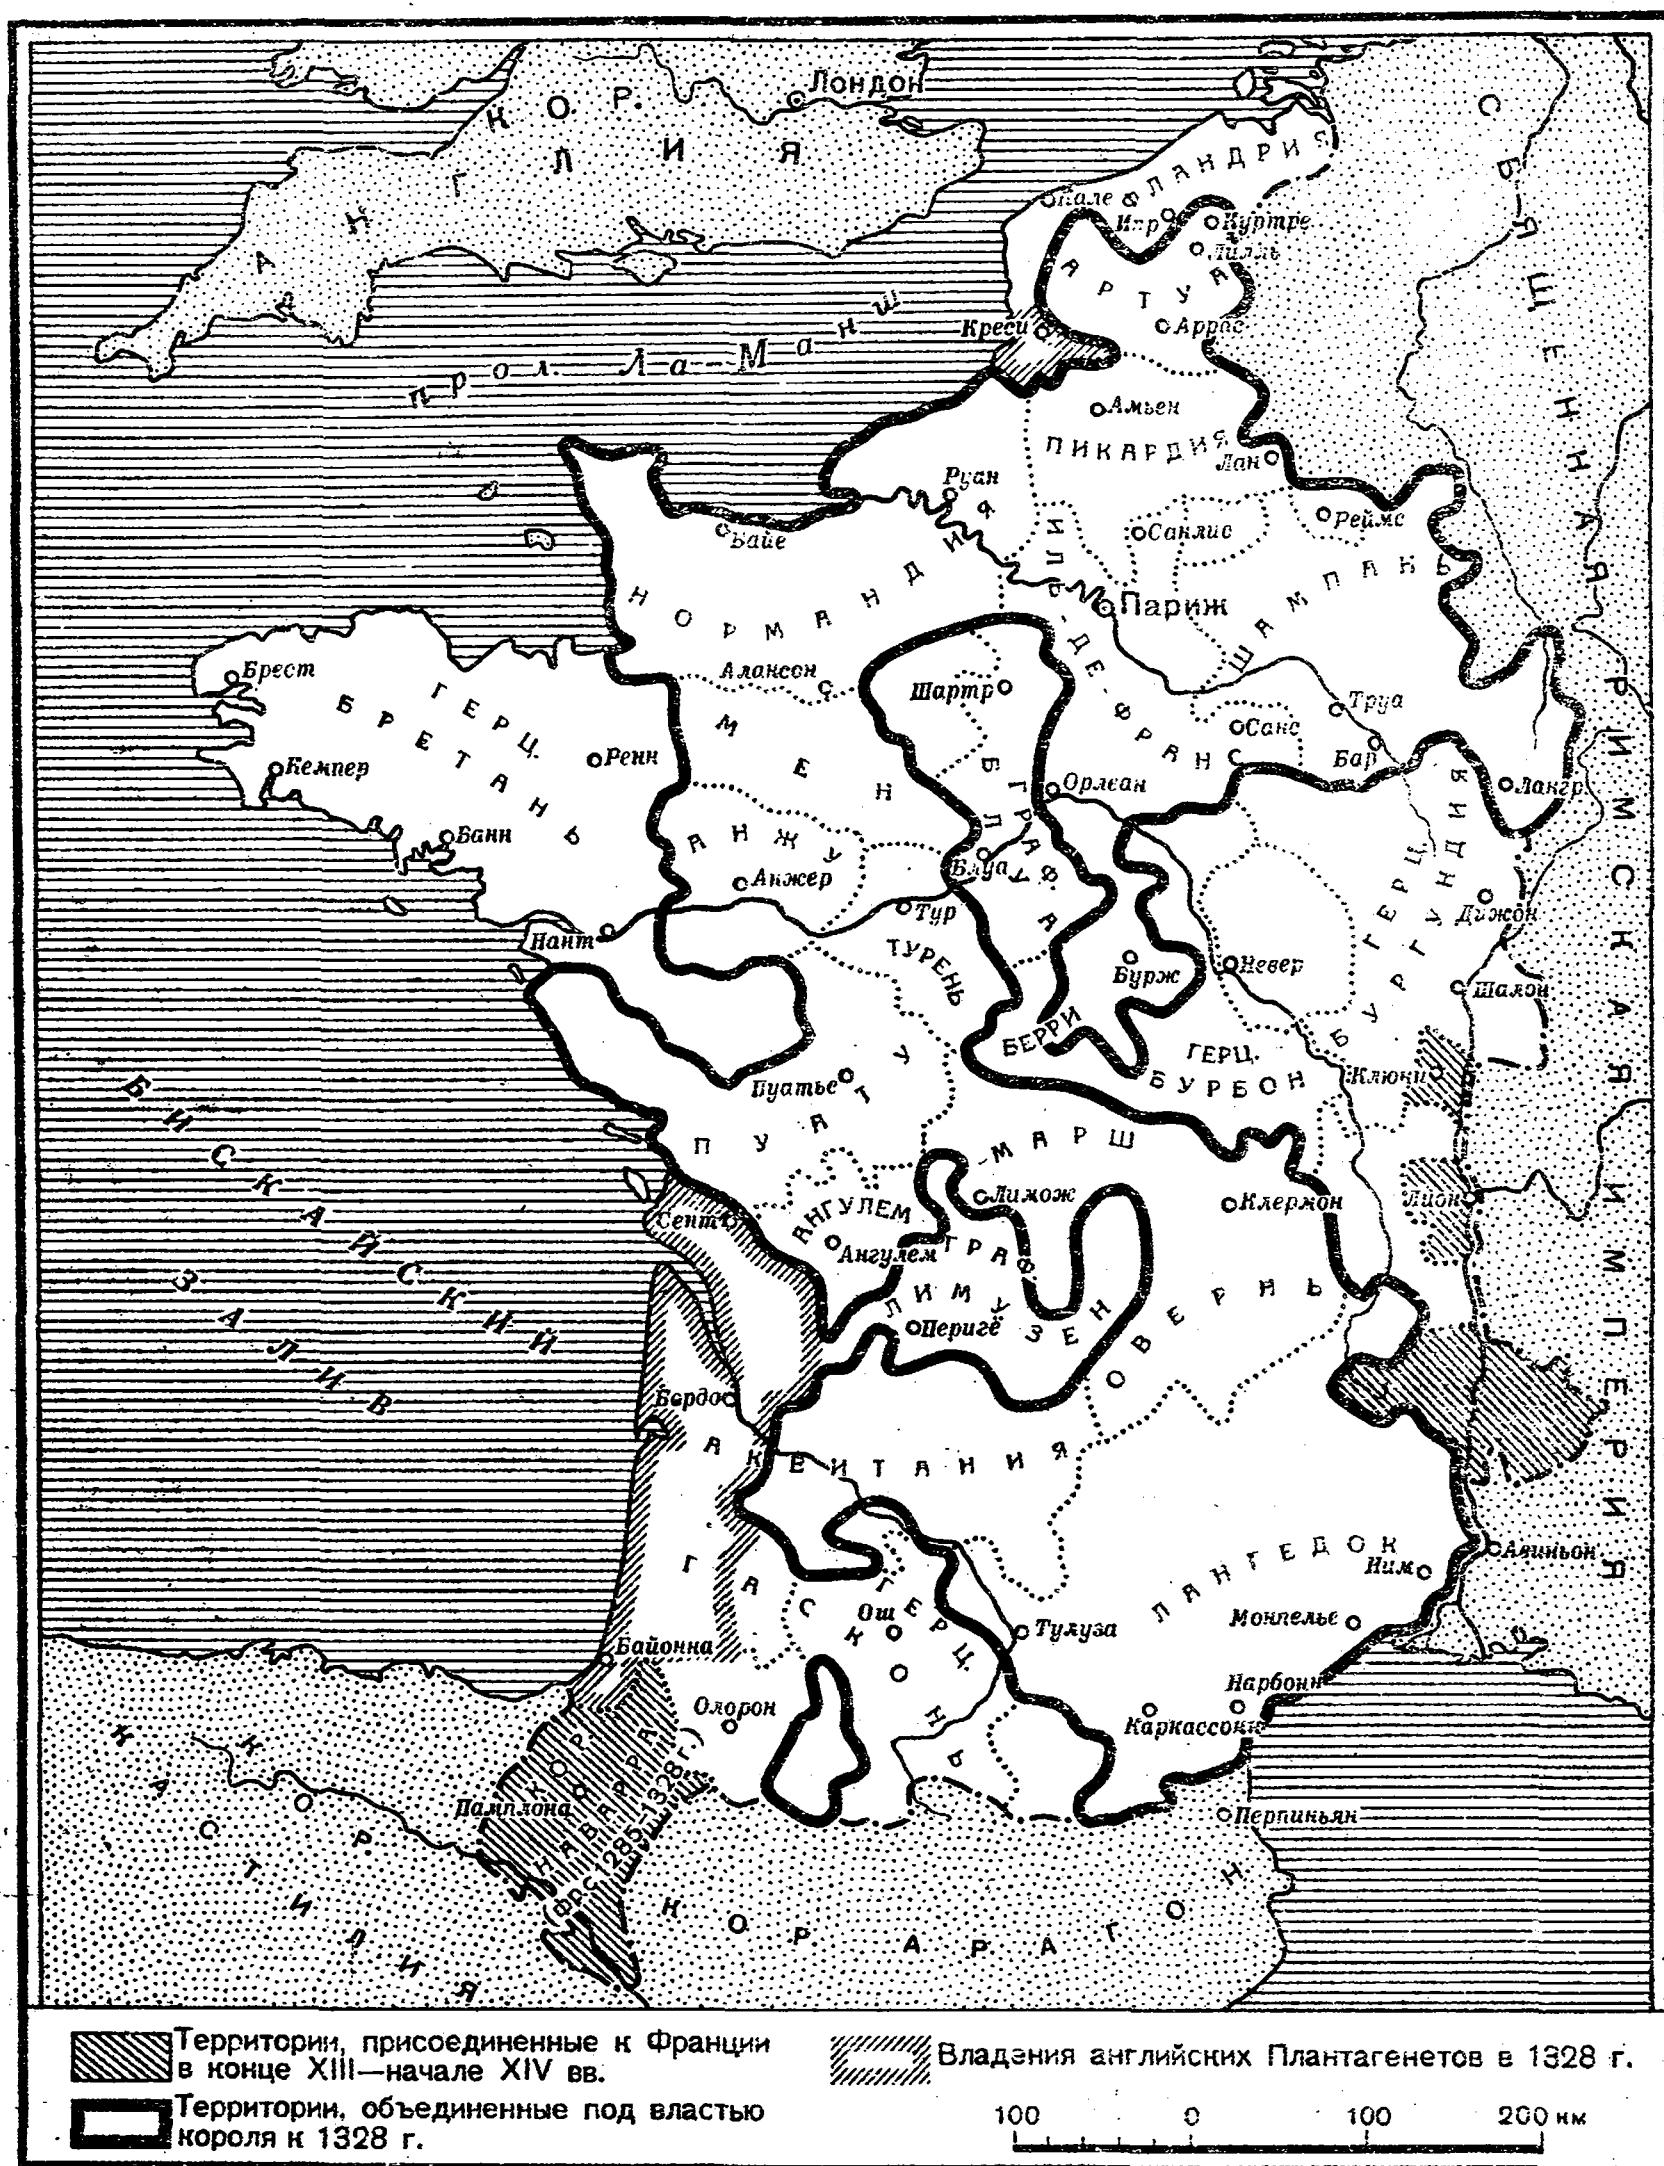 КОР. АНГЛИЯ
Лондон
прол. Ла-Манш
СВЯЩЕННАЯ РИМСКАЯ ИМПЕРИЯ
ФЛАНДРИЯ
Кале
Ипр
Куртре
Лилль
АРТУА
Аррас
Креси
Амьен
ПИКАРДИЯ
Лан
Руан
Байе
Санлис
Реймс
НОРМАНДИЯ
ИЛЬ-ДЕ-ФРАНС
Париж
ШАМПАНЬ
Брест
ГЕРЦ.
БРЕТАНЬ
Алансон
Шартр
Труа
Санс
Бар
Ренн
Кемпер
МЕН
ГРАФ.
БЛУА
Орлеан
Лангр
Ванн
АНЖУ
Анжер
Блуа
ГЕРЦ.
БУРГУНДИЯ
Дижон
Нант
Тур
ТУРЕНЬ
Бурж
Невер
Шалон
БЕРРИ
ГЕРЦ.
БУРБОН
Клюни
Пуатье
ПУАТУ
МАРШ
БИСКАЙСКИЙ
ЗАЛИВ
Сент
АНГУЛЕМ
Лимож
Клермон
Лион
Ангулем
ГРАФ.
ЛИМУЗЕН
Перигё
ОВЕРНЬ
Бордо
АКВИТАНИЯ
ГЕРЦ.
ГАСКОНЬ
ЛАНГЕДОК
Ним
Авиньон
Ош
Тулуза
Монпелье
Байонна
Нарбонн
Олорон
Каркассонн
КОР.
НАВАРРА
(ФР. с 1285-1328 г.)
Памплона
Перпиньян
КОР.
КАСТИЛИЯ
КОР. АРАГОН
Территории, присоединенные к Франции
в конце XIII—начале XIV вв.
Территории, объединенные под властью
короля к 1328 г.
Владения английских Плантагенетов в 1328 г.
100 0 100 200 км